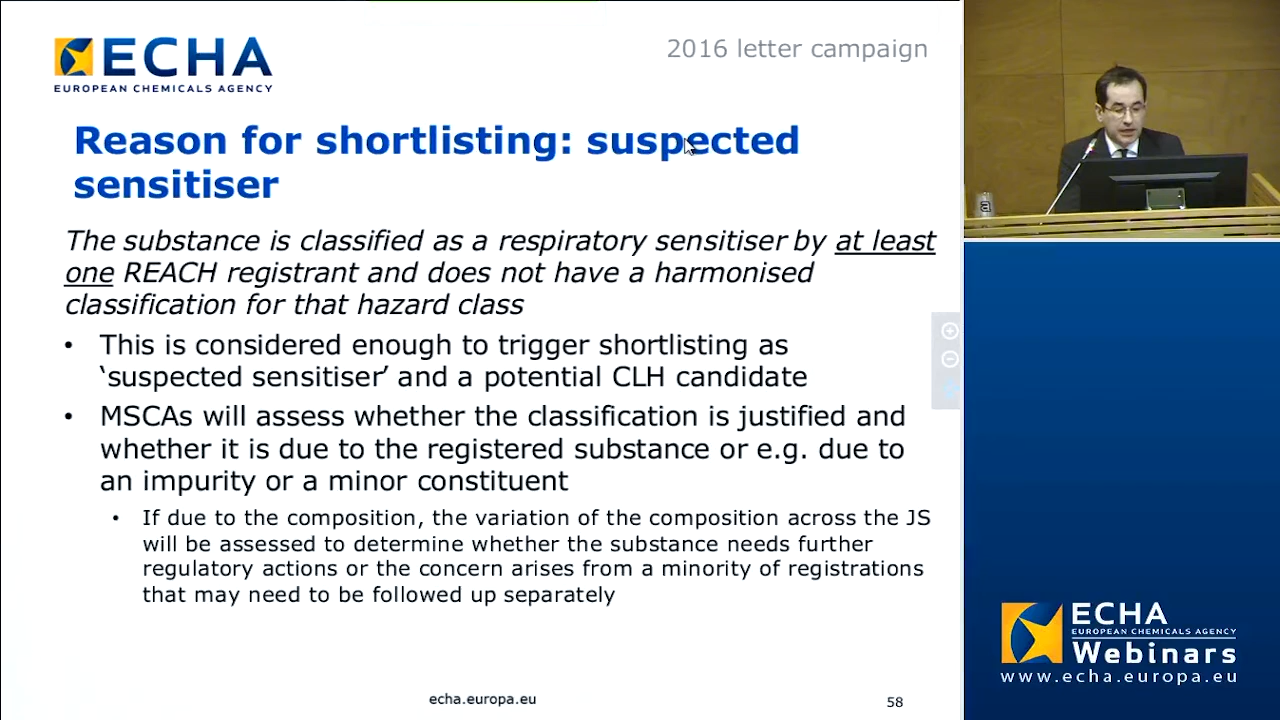 ECHA
EUROPEAN CHEMICALS AGENCY
2016 letter campaign
Reason for shortlisting: suspected
sensitiser
The substance is classified as a respiratory sensitiser by at least
one REACH registrant and does not have a harmonised
classification for that hazard class
• This is considered enough to trigger shortlisting as
‘suspected sensitiser’ and a potential CLH candidate
• MSCAs will assess whether the classification is justified and
whether it is due to the registered substance or e.g. due to
an impurity or a minor constituent
• If due to the composition, the variation of the composition across the JS
will be assessed to determine whether the substance needs further
regulatory actions or the concern arises from a minority of registrations
that may need to be followed up separately
echa.europa.eu
58
ECHA
EUROPEAN CHEMICALS AGENCY
Webinars
www.echa.europa.eu